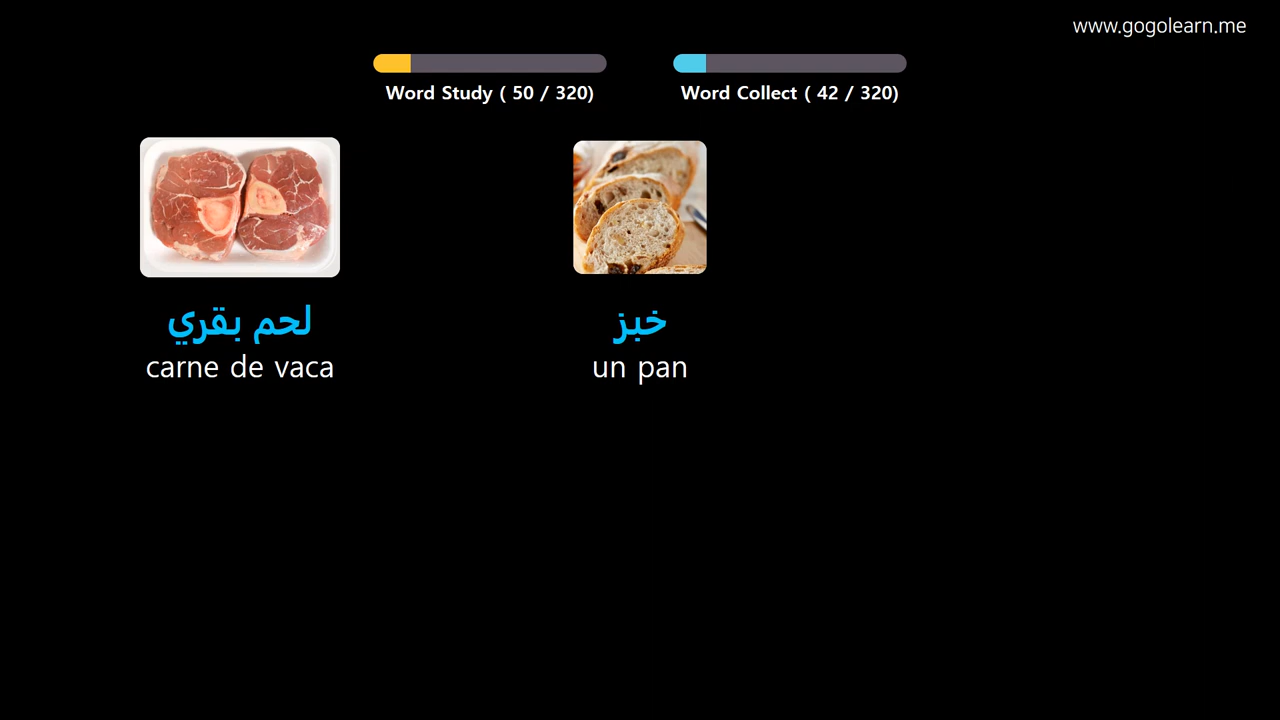 www.gogolearn.me
Word Study ( 50 / 320)
Word Collect ( 42 / 320)
لحم بقري
carne de vaca
خبز
un pan